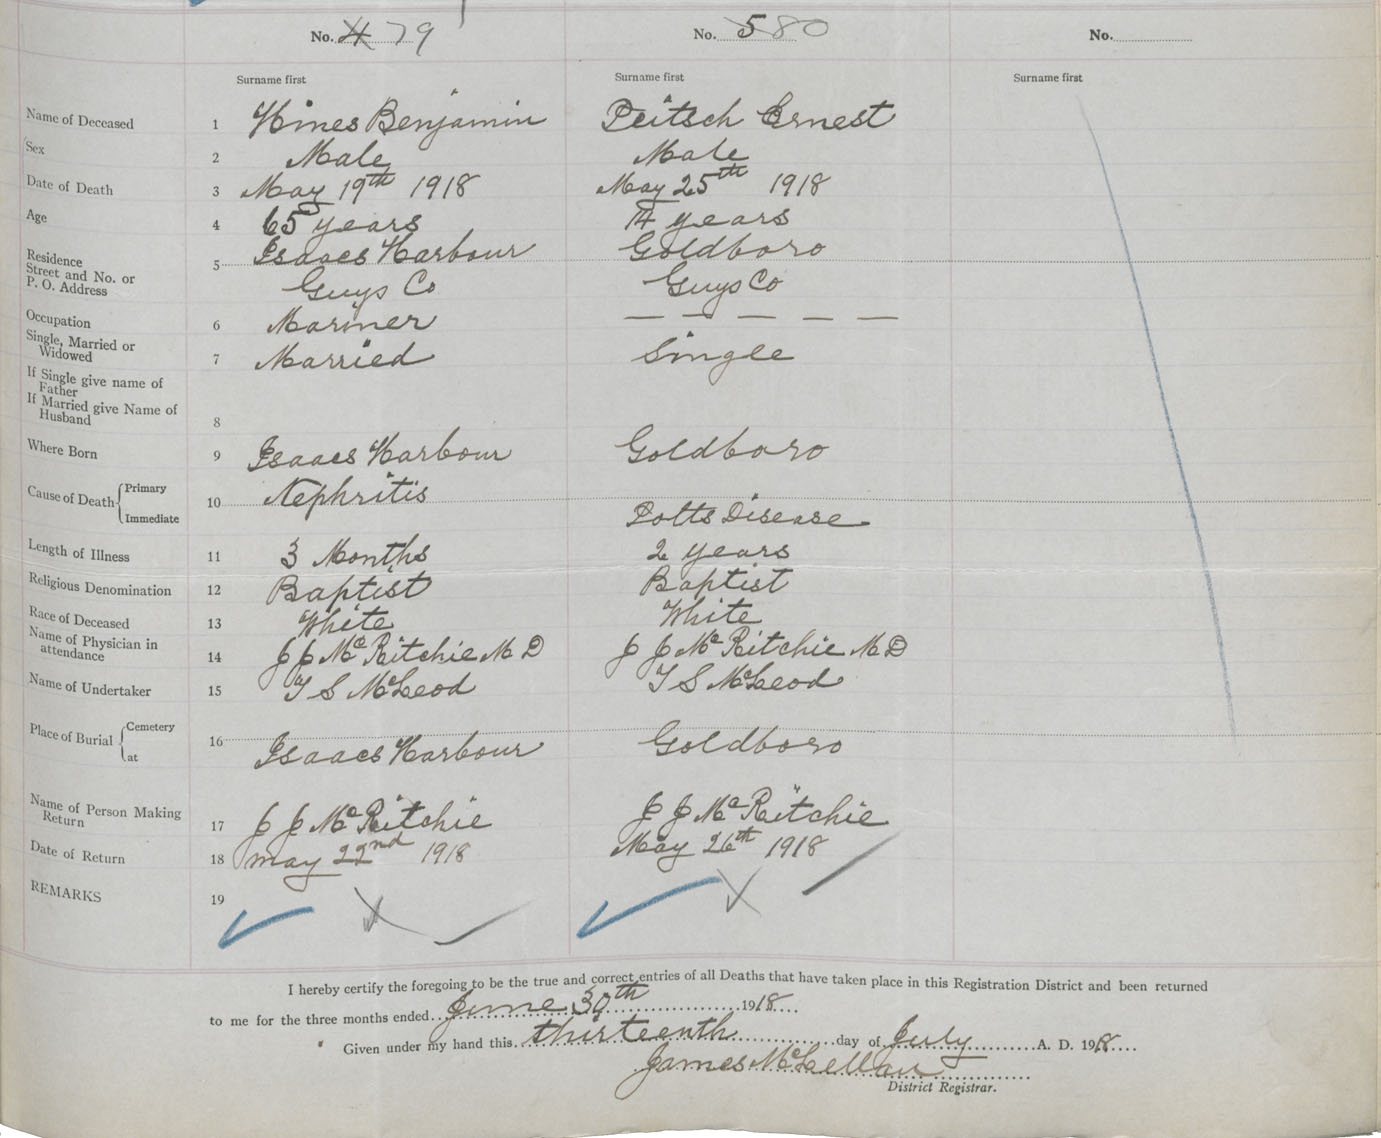 No. 4 79 No. 5 80 No.
Surname first Surname first Surname first
Name of Deceased 1 Hines Benjamin Peitsch Ernest
Sex 2 Male Male
Date of Death 3 May 19th 1918 May 25th 1918
Age 4 65 years 14 years
Residence
Street and No. or
P. O. Address
5 Isaacs Harbour Goldboro
Guys Co Guys Co
Occupation 6 Mariner — — — — —
Single, Married or
Widowed
7 Married Single
If Single give name of
Father
If Married give Name of
Husband
8
Where Born 9 Isaacs Harbour Goldboro
Cause of Death Primary 10 Nephritis
Immediate Potts Disease
Length of Illness 11 3 Months 2 years
Religious Denomination 12 Baptist Baptist
Race of Deceased 13 White White
Name of Physician in
attendance
14 J J McRitchie M D J J McRitchie M D
Name of Undertaker 15 S McLeod S McLeod
Place of Burial Cemetery 16
at Isaacs Harbour Goldboro
Name of Person Making
Return
17 J J McRitchie J J McRitchie
Date of Return 18 May 22nd 1918 May 26th 1918
REMARKS 19
I hereby certify the foregoing to be the true and correct entries of all Deaths that have taken place in this Registration District and been returned
to me for the three months ended June 30th 1918
Given under my hand this thirteenth day of July A. D. 1918
James McLellan
District Registrar.